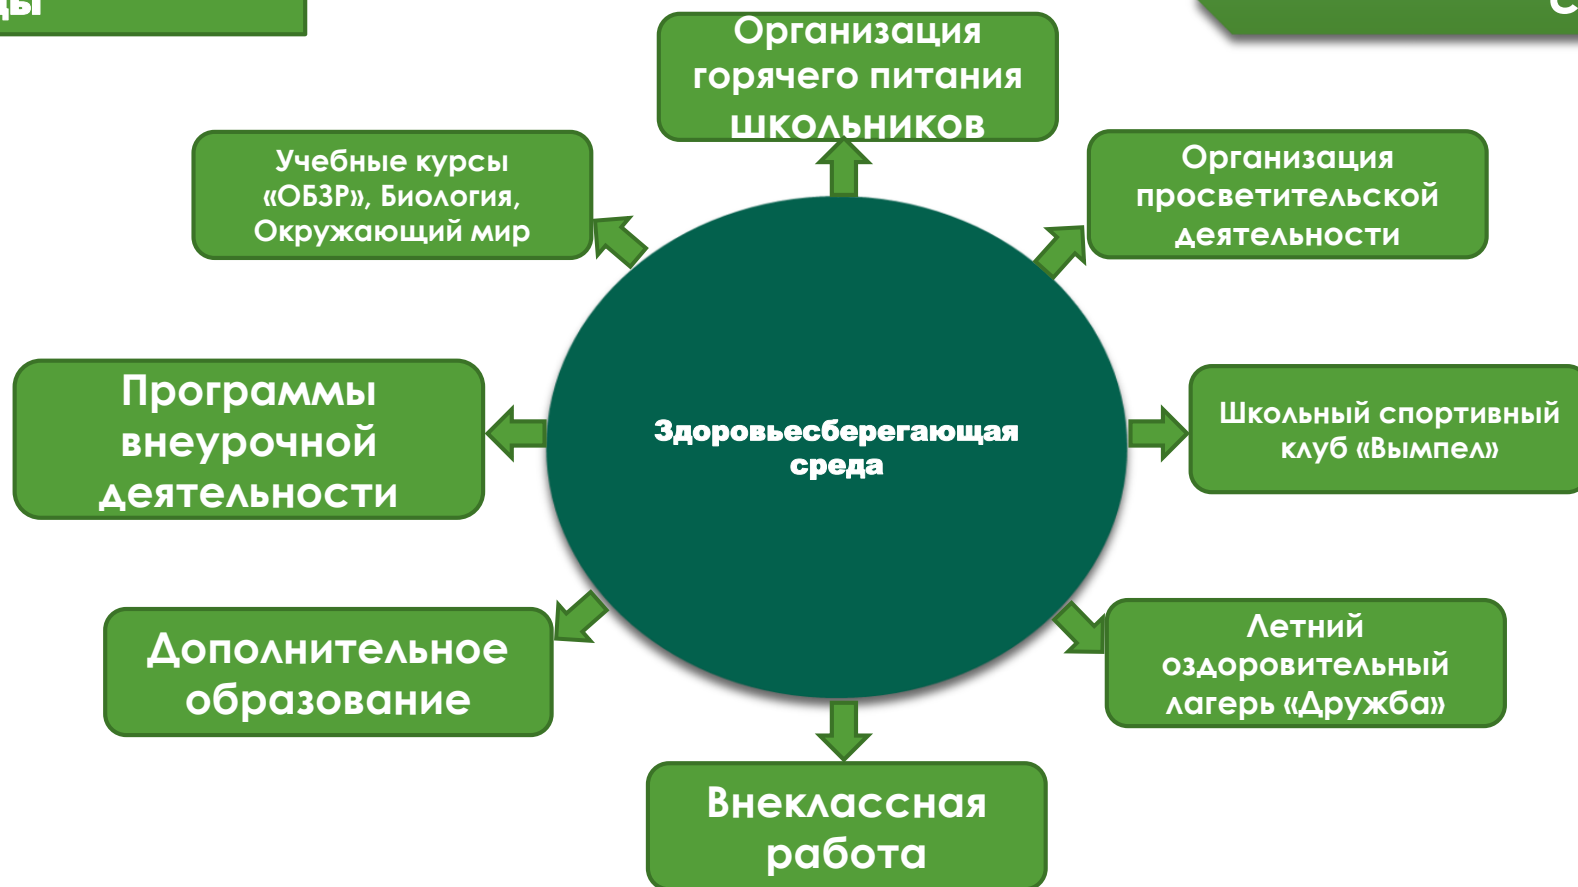 Организация
горячего питания
школьников
Учебные курсы
«ОБЗР», Биология,
Окружающий мир
Организация
просветительской
деятельности
Программы
внеурочной
деятельности
Здоровьесберегающая
среда
Школьный спортивный
клуб «Вымпел»
Дополнительное
образование
Летний
оздоровительный
лагерь «Дружба»
Внеклассная
работа